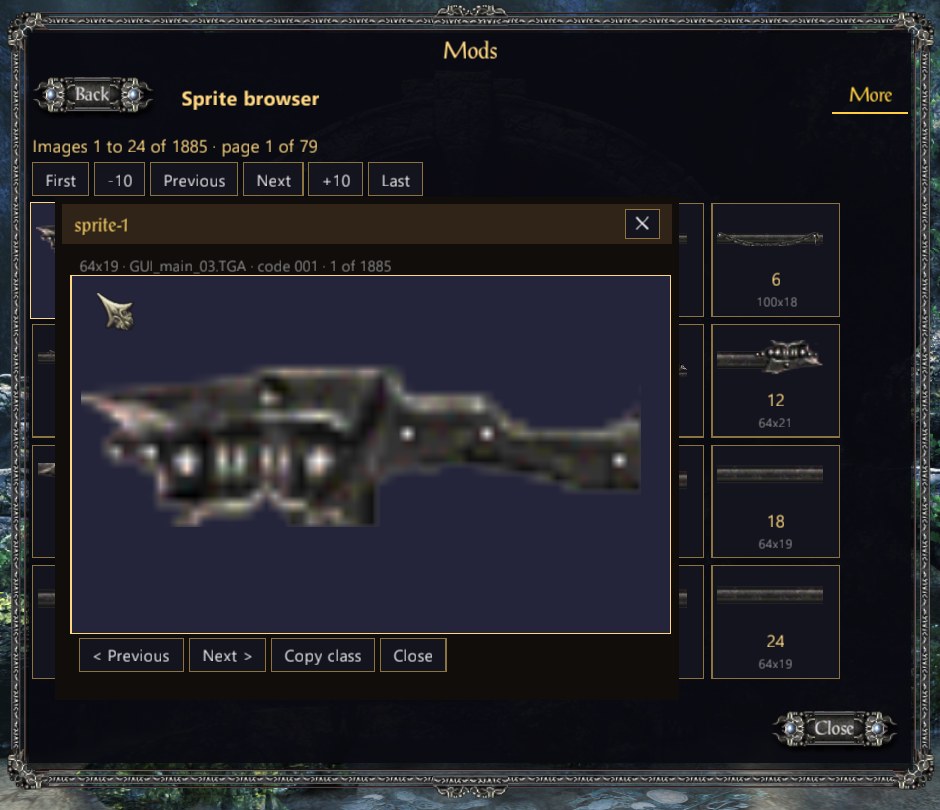 Mods
Back
Sprite browser
More
Images 1 to 24 of 1885 · page 1 of 79
First
-10
Previous
Next
+10
Last
sprite-1
X
64x19 · GUI_main_03.TGA · code 001 · 1 of 1885
6
100x18
12
64x21
18
64x19
24
64x19
< Previous
Next >
Copy class
Close
Close